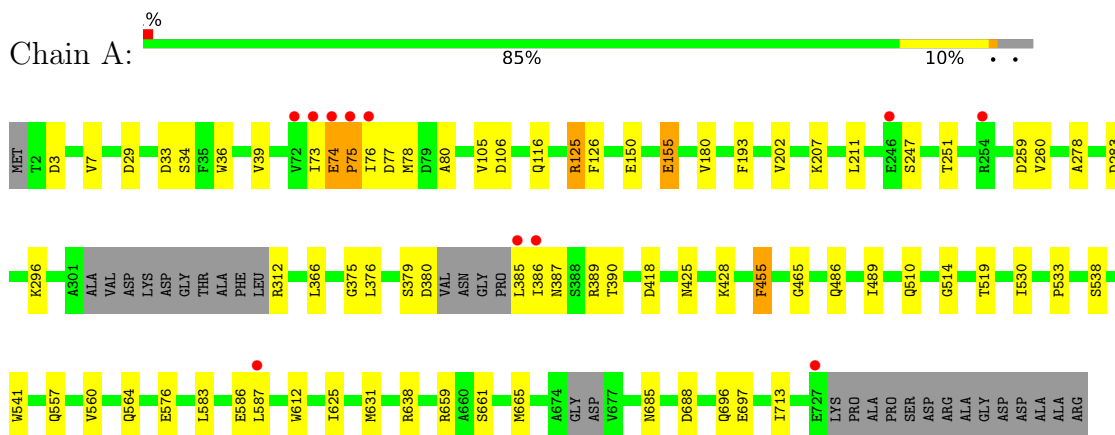 .%
Chain A:
85% 10% • •
MET T2 D3 V7 D29 D33 S34 F35 W36 V39 V72 I73 E74 P75 I76 D77 M78 D79 A80 V105 D106 Q116 R125 F126 E150 E155 V180 F193 V202 K207 L211 E246 S247 T251 R254 D259 V260 A278
K296 A301 ALA VAL ASP LYS ASP GLY THR ALA PHE LEU R312 L366 G375 L376 S379 D380 VAL ASN GLY PRO L385 I386 N387 S388 R389 T390 D418 N425 K428 F455 G465 Q486 I489 Q510 G514 T519 I530 P533 S538
W541 Q557 V560 Q564 E576 L583 E586 L587 W612 I625 M631 R638 R659 A660 S661 M665 A674 GLY ASP V677 N685 D688 Q696 E697 I713 E727 LYS PRO ALA PRO SER ASP ARG ALA GLY ASP ASP ALA ALA ARG